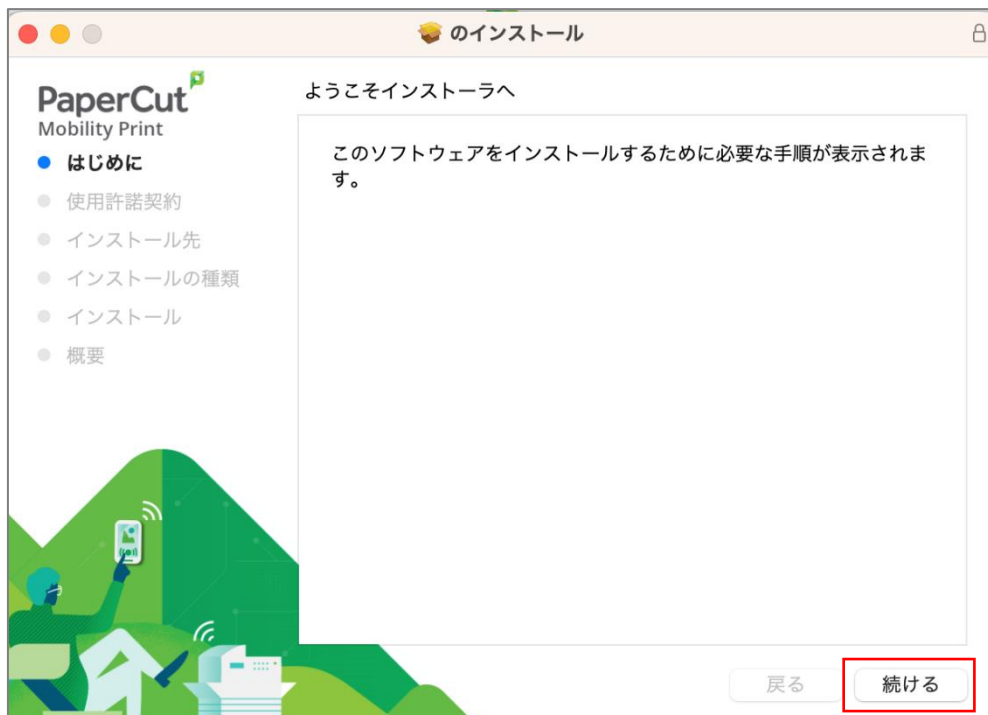 のインストール
PaperCut
Mobility Print
はじめに
使用許諾契約
インストール先
インストールの種類
インストール
概要
ようこそインストーラへ
このソフトウェアをインストールするために必要な手順が表示されま
す。
戻る
続ける